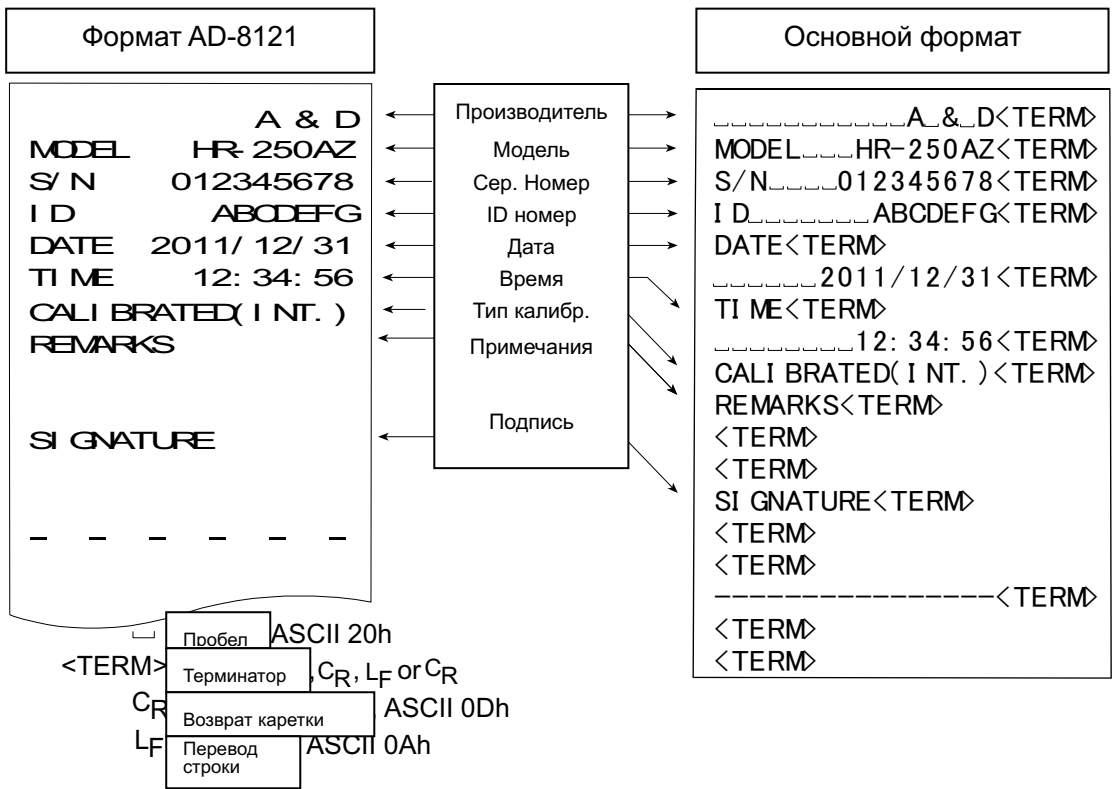 Формат AD-8121
A & D
MODEL HR-250AZ
S/N 012345678
ID ABCDEFG
DATE 2011/12/31
TIME 12:34:56
CALIBRATED(INT.)
REMARKS
SIGNATURE
_ _ _ _ _ _
Производитель
Модель
Сер. Номер
ID номер
Дата
Время
Тип калибр.
Примечания
Подпись
Основной формат
␣␣␣␣␣␣␣␣␣␣␣A␣&␣D<TERM>
MODEL␣␣␣HR-250AZ<TERM>
S/N␣␣␣␣012345678<TERM>
ID␣␣␣␣␣␣␣ABCDEFG<TERM>
DATE<TERM>
␣␣␣␣␣␣2011/12/31<TERM>
TIME<TERM>
␣␣␣␣␣␣␣␣12:34:56<TERM>
CALIBRATED(INT.)<TERM>
REMARKS<TERM>
<TERM>
<TERM>
SIGNATURE<TERM>
<TERM>
<TERM>
----------------<TERM>
<TERM>
<TERM>
␣ Пробел ASCII 20h
<TERM> Терминатор ,CR, LF or CR
CR Возврат каретки , ASCII 0Dh
LF Перевод строки ASCII 0Ah